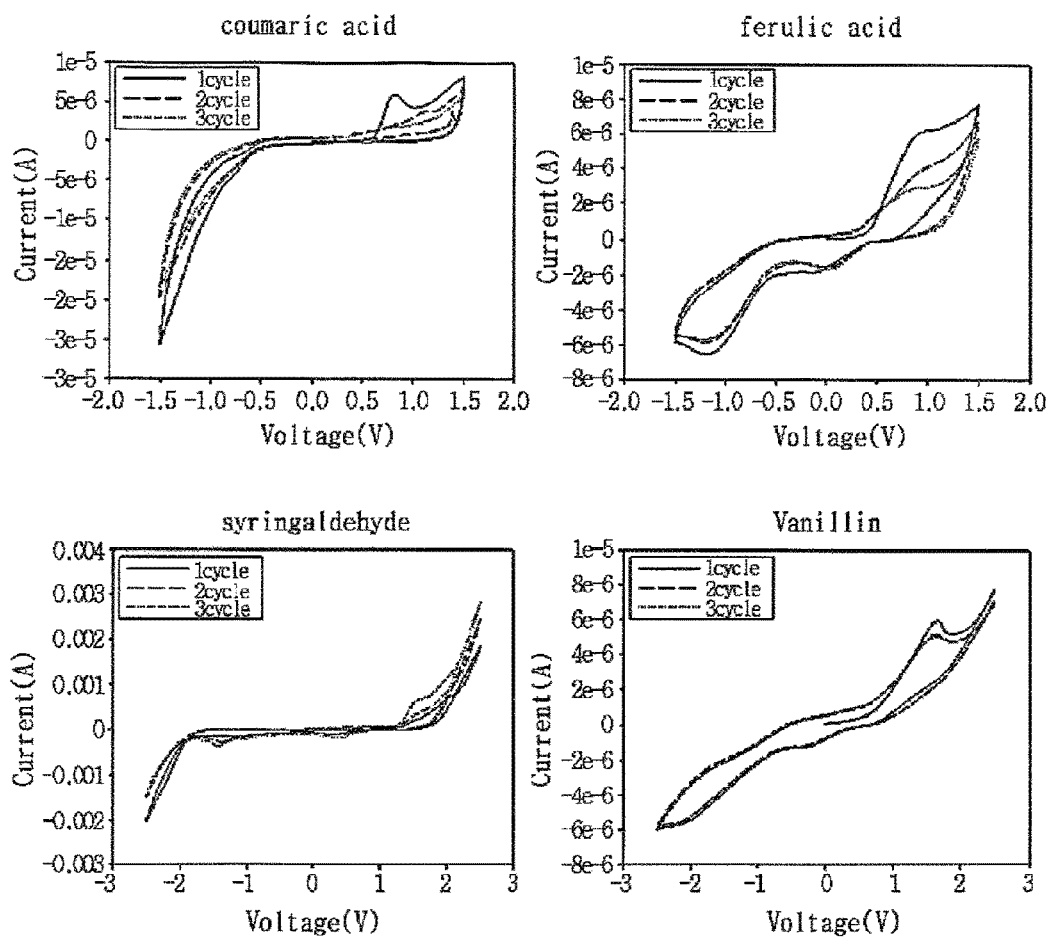 coumaric acid
1e-5
5e-6
0
-5e-6
-1e-5
-2e-5
-2e-5
-3e-5
-3e-5
1cycle
2cycle
3cycle
Current(A)
-2.0 -1.5 -1.0 -0.5 0.0 0.5 1.0 1.5 2.0
Voltage(V)
ferulic acid
1e-5
8e-6
6e-6
4e-6
2e-6
0
-2e-6
-4e-6
-6e-6
-8e-6
1cycle
2cycle
3cycle
Current(A)
-2.0 -1.5 -1.0 -0.5 0.0 0.5 1.0 1.5 2.0
Voltage(V)
syringaldehyde
0.004
0.003
0.002
0.001
0
-0.001
-0.002
-0.003
1cycle
2cycle
3cycle
Current(A)
-3 -2 -1 0 1 2 3
Voltage(V)
Vanillin
1e-5
8e-6
6e-6
4e-6
2e-6
0
-2e-6
-4e-6
-6e-6
-8e-6
1cycle
2cycle
3cycle
Current(A)
-3 -2 -1 0 1 2 3
Voltage(V)